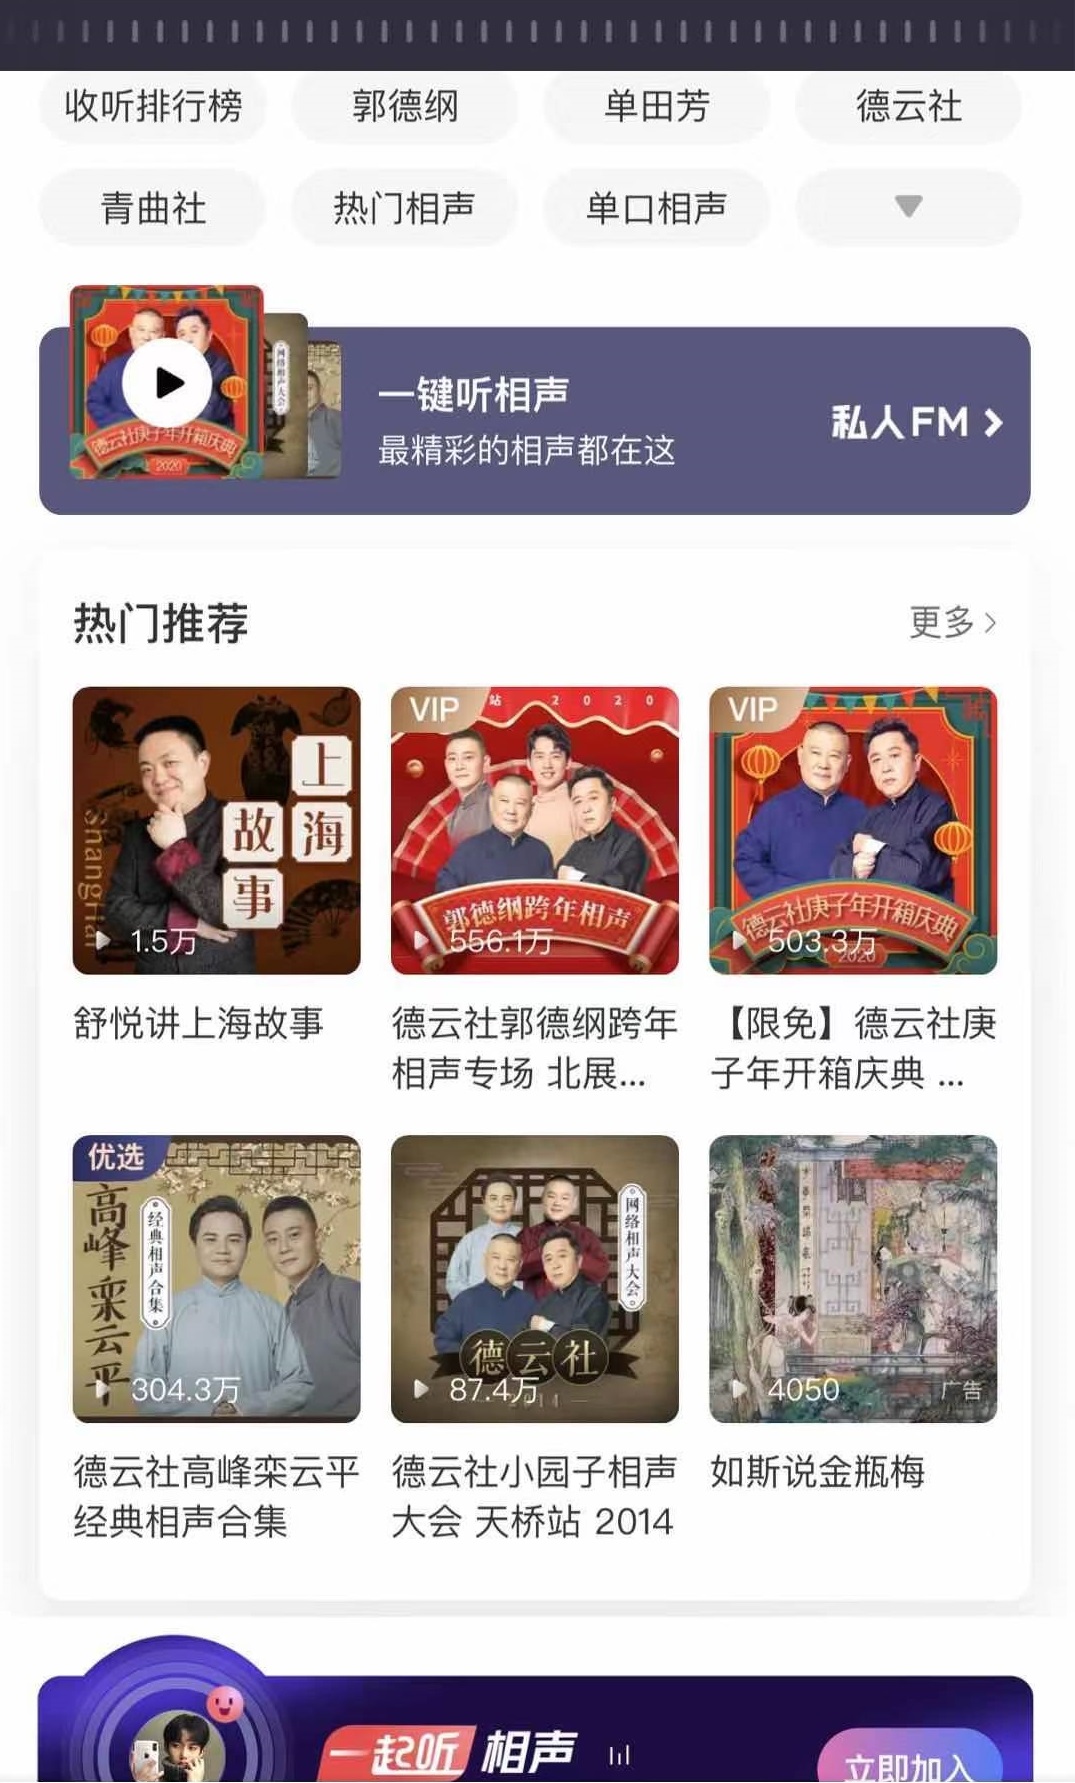 收听排行榜
郭德纲
单田芳
德云社
青曲社
热门相声
单口相声
网络相声大会
德云社庚子年开箱庆典
2020
一键听相声
最精彩的相声都在这
私人FM
热门推荐
更多
上海
故事
Shanghai
1.5万
舒悦讲上海故事
VIP
站 2020
郭德纲跨年相声
556.1万
德云社郭德纲跨年
相声专场 北展...
VIP
德云社庚子年开箱庆典
2020
503.3万
【限免】德云社庚
子年开箱庆典 ...
优选
高峰 栾云平
经典相声合集
304.3万
德云社高峰栾云平
经典相声合集
网络相声大会
德云社
87.4万
德云社小园子相声
大会 天桥站 2014
4050
广告
如斯说金瓶梅
一起听 相声
立即加入